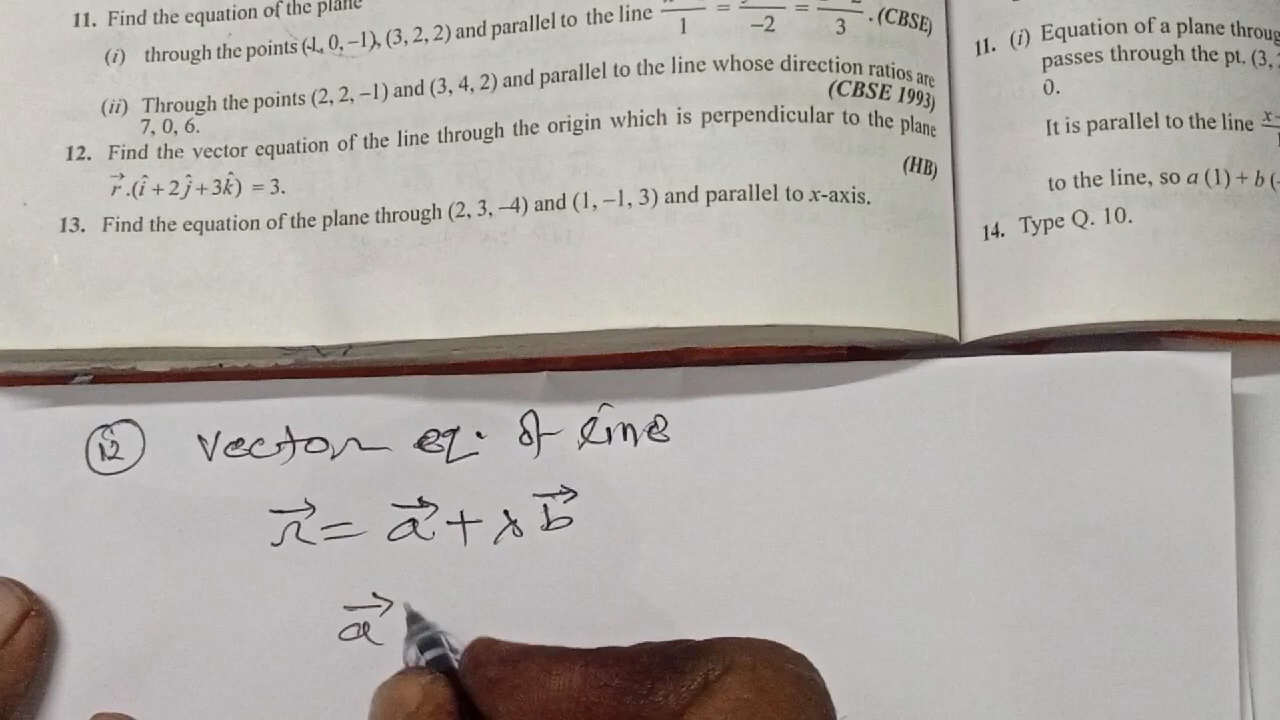 11. Find the equation of the plane
(i) through the points (-1, 0, −1), (3, 2, 2) and parallel to the line —/1 = —/−2 = —/3 . (CBSE)
(ii) Through the points (2, 2, −1) and (3, 4, 2) and parallel to the line whose direction ratios are
7, 0, 6. (CBSE 1993)
12. Find the vector equation of the line through the origin which is perpendicular to the plane
r⃗ .(î + 2ĵ + 3k̂) = 3. (HB)
13. Find the equation of the plane through (2, 3, −4) and (1, −1, 3) and parallel to x-axis.
11. (i) Equation of a plane
passes through the pt. (3,
0.
It is parallel to the line
to the line, so a (1) + b (
14. Type Q. 10.
12 Vector eq. of line
r⃗ = a⃗ + λ b⃗
a⃗